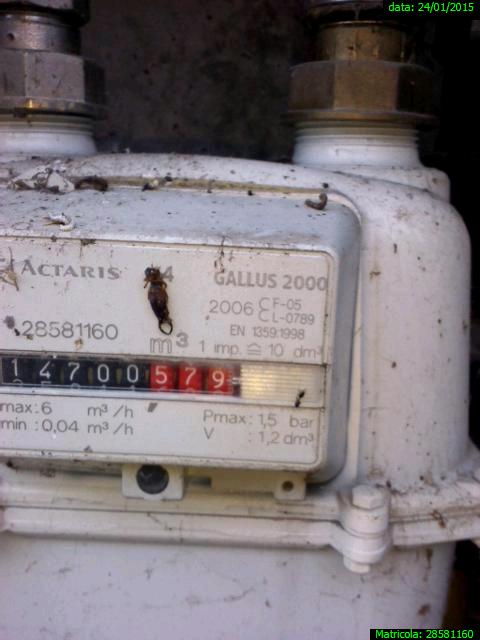 data: 24/01/2015
ACTARIS
4
GALLUS 2000
2006 CF-05
CL-0789
28581160
EN 1359:1998
m³ 1 imp. ≙ 10 dm³
14700579
max: 6 m³/h
min: 0,04 m³/h
Pmax: 1,5 bar
V : 1,2 dm³
Matricola: 28581160